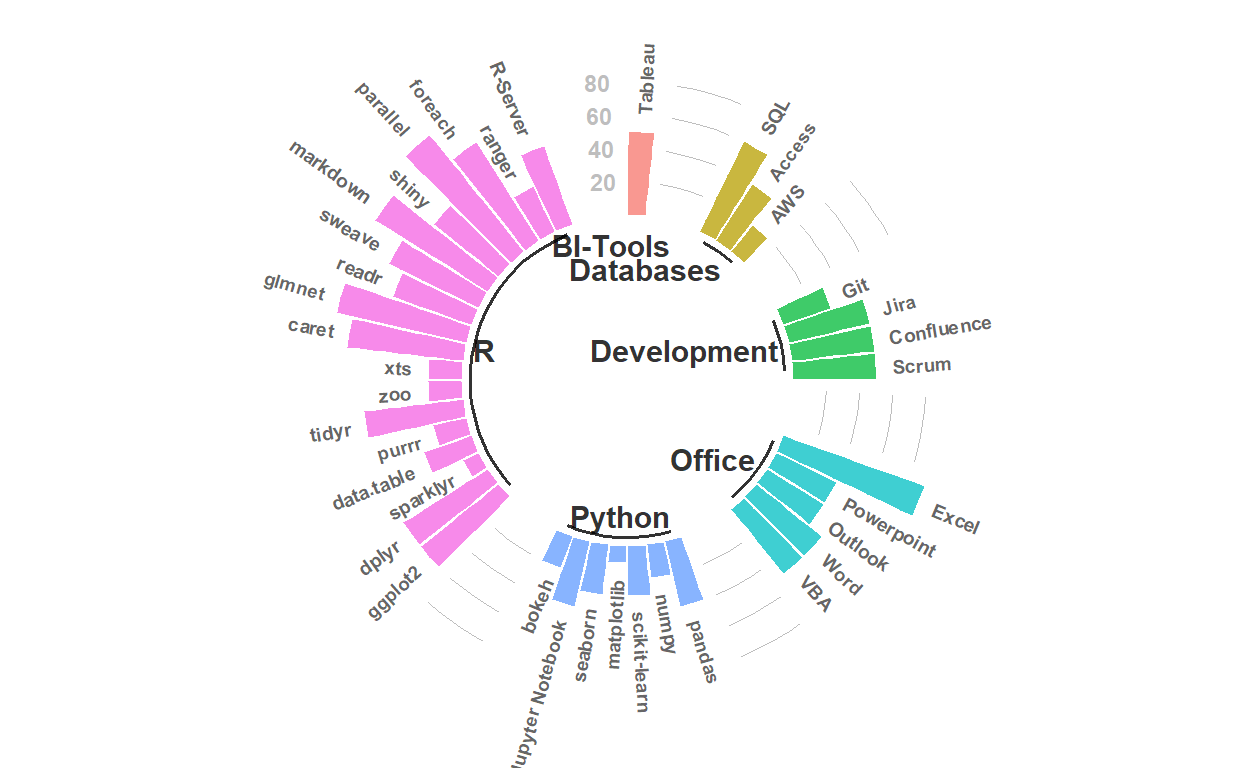 80
60
40
20
Tableau
SQL
Access
AWS
Git
Jira
Confluence
Scrum
Excel
Powerpoint
Outlook
Word
VBA
pandas
numpy
scikit-learn
matplotlib
seaborn
Jupyter Notebook
bokeh
ggplot2
dplyr
sparklyr
data.table
purrr
tidyr
zoo
xts
caret
glmnet
readr
sweave
markdown
shiny
parallel
foreach
ranger
R-Server
BI-Tools
Databases
Development
Office
Python
R